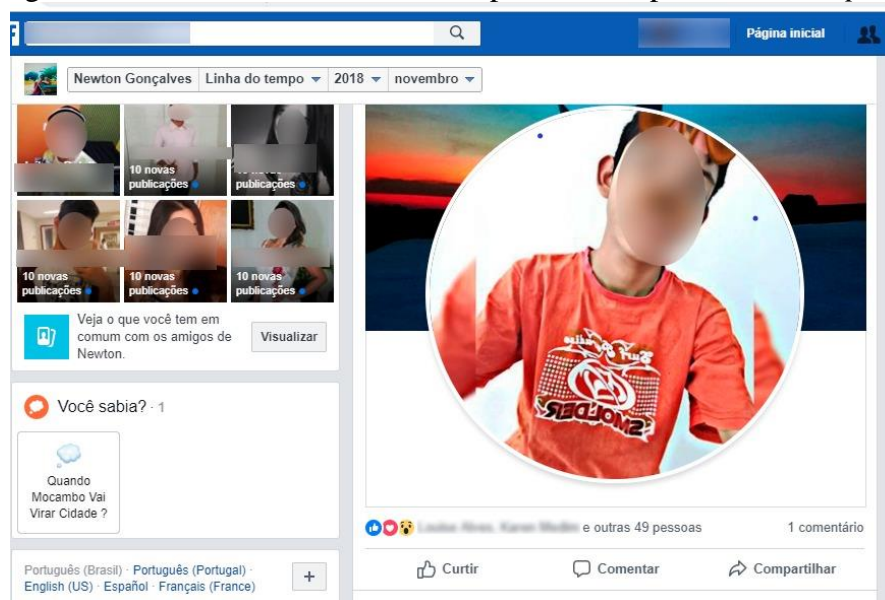 Página inicial
Newton Gonçalves Linha do tempo 2018 novembro
10 novas
publicações
publicações
10 novas
publicações
10 novas
publicações
10 novas
publicações
Veja o que você tem em
comum com os amigos de
Newton.
Visualizar
Você sabia? · 1
Quando
Mocambo Vai
Virar Cidade ?
Português (Brasil) · Português (Portugal) ·
English (US) · Español · Français (France)
+
SMOLDER
e outras 49 pessoas
1 comentário
Curtir Comentar Compartilhar